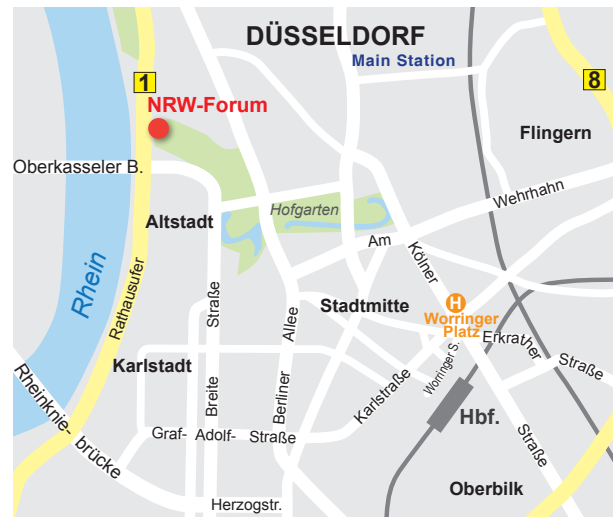 DÜSSELDORF
Main Station
1
8
NRW-Forum
Flingern
Oberkasseler B.
Wehrhahn
Hofgarten
Altstadt
Am
Kölner
Rhein
Rathausufer
Straße
Allee
Stadtmitte
H
Worringer
Platz
Erkrather
Straße
Worringer S.
Karlstadt
Karlstraße
Rheinknie-
brücke
Breite
Berliner
Hbf.
Graf- Adolf- Straße
Straße
Oberbilk
Herzogstr.